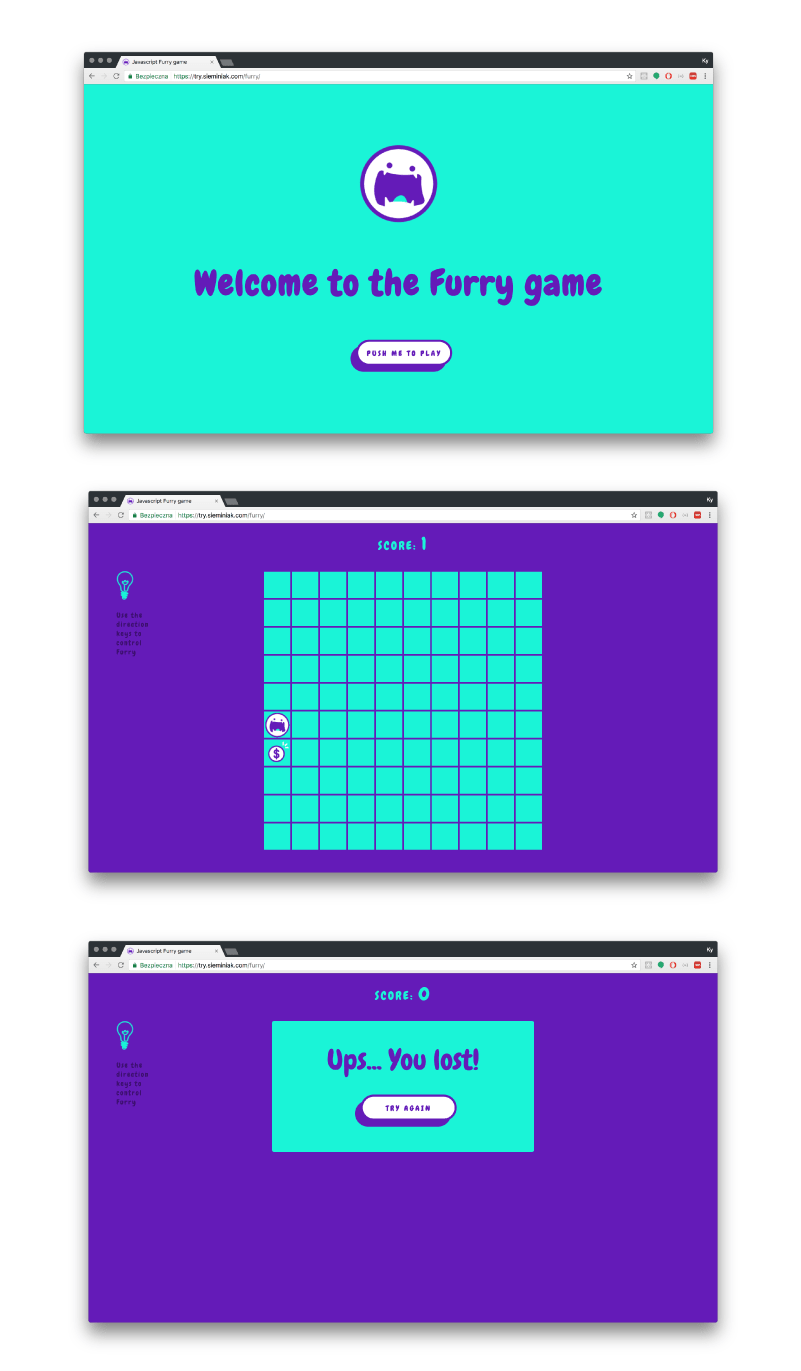 Javascript Furry game
Ky
Bezpieczna https://try.sieminiak.com/furry/
Welcome to the Furry game
PUSH ME TO PLAY
Javascript Furry game
Ky
Bezpieczna https://try.sieminiak.com/furry/
SCORE: 1
Use the
direction
keys to
control
Furry
$
Javascript Furry game
Ky
Bezpieczna https://try.sieminiak.com/furry/
SCORE: 0
Use the
direction
keys to
control
Furry
Ups... You lost!
TRY AGAIN